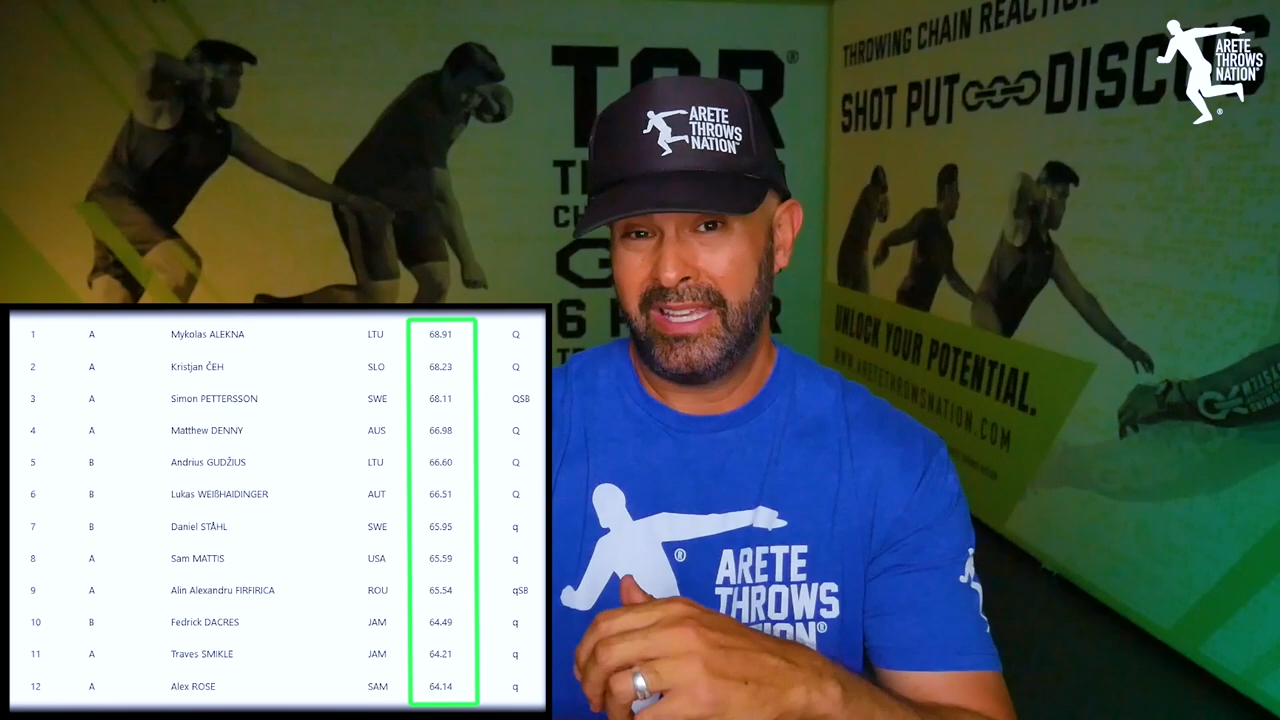 THROWING CHAIN REACTION
SHOT PUT DISCUS
ARETE
THROWS
NATION
®
TCR®
ARETE
THROWS
NATION
6 P
UNLOCK YOUR POTENTIAL.
WWW.ARETETHROWSNATION.COM
1 A Mykolas ALEKNA LTU 68.91 Q
2 A Kristjan ČEH SLO 68.23 Q
3 A Simon PETTERSSON SWE 68.11 QSB
4 A Matthew DENNY AUS 66.98 Q
5 B Andrius GUDŽIUS LTU 66.60 Q
6 B Lukas WEIßHAIDINGER AUT 66.51 Q
7 B Daniel STÅHL SWE 65.95 q
8 A Sam MATTIS USA 65.59 q
9 A Alin Alexandru FIRFIRICA ROU 65.54 qSB
10 B Fedrick DACRES JAM 64.49 q
11 A Traves SMIKLE JAM 64.21 q
12 A Alex ROSE SAM 64.14 q
®
ARETE
THROWS
NATION®